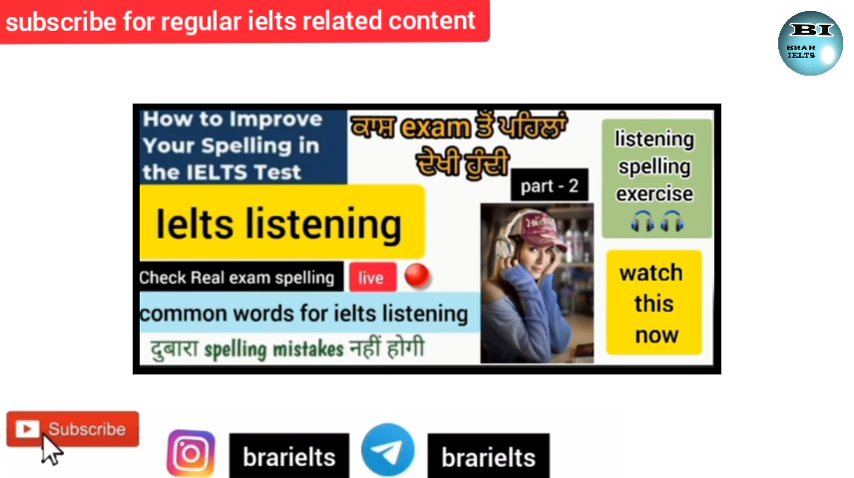 subscribe for regular ielts related content
BI
BRAR
IELTS
How to Improve
Your Spelling in
the IELTS Test
ਕਾਸ਼ exam ਤੋਂ ਪਹਿਲਾਂ
ਦੇਖੀ ਹੁੰਦੀ
part - 2
listening
spelling
exercise
Ielts listening
Check Real exam spelling
live
common words for ielts listening
दुबारा spelling mistakes नहीं होगी
watch
this
now
Subscribe
brarielts
brarielts